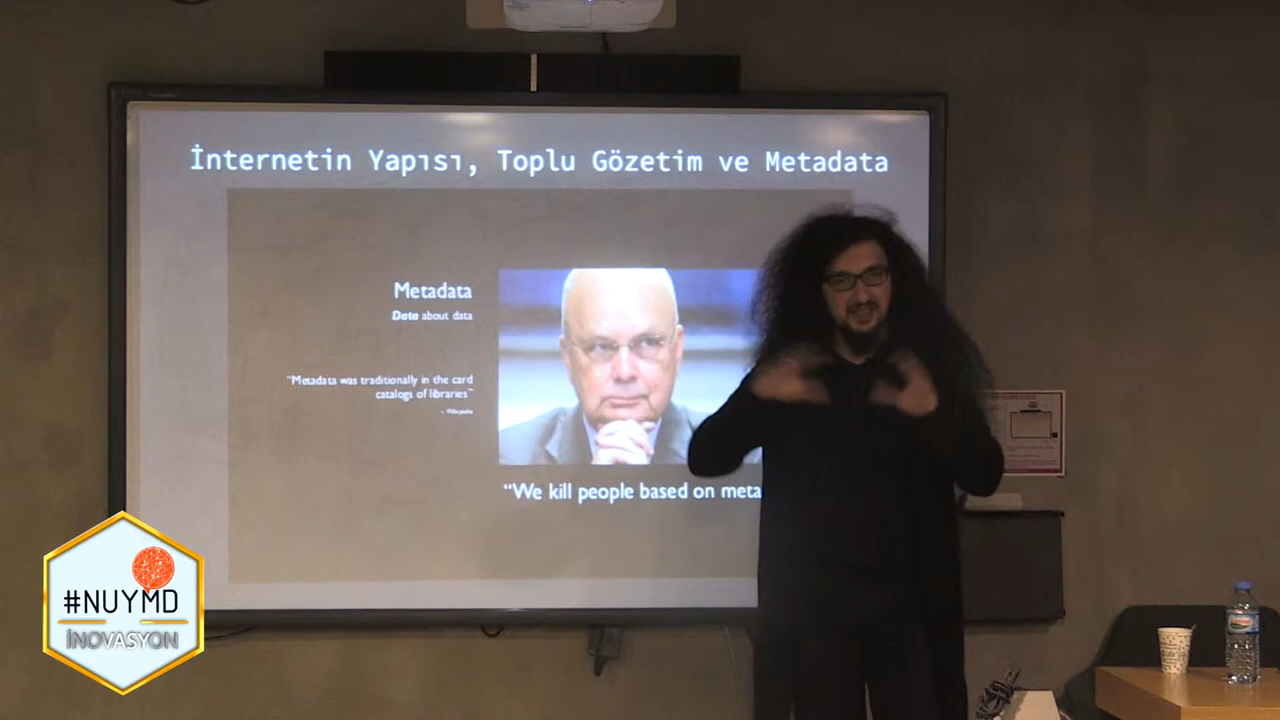 İnternetin Yapısı, Toplu Gözetim ve Metadata
Metadata
Data about data
"Metadata was traditionally in the card
catalogs of libraries"
– Wikipedia
"We kill people based on meta
#NUYMD
İNOVASYON